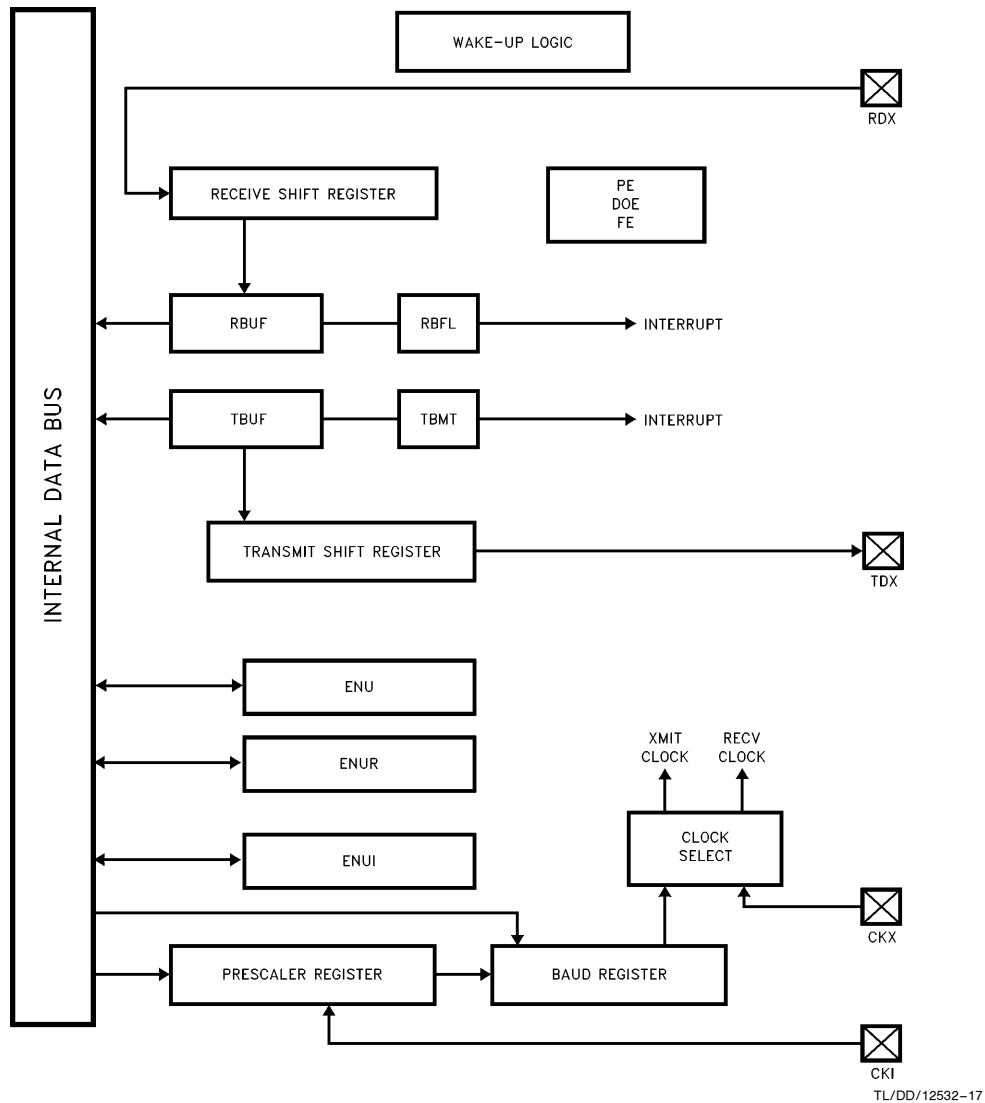 WAKE-UP LOGIC
RDX
RECEIVE SHIFT REGISTER
PE
DOE
FE
RBUF
RBFL
INTERRUPT
TBUF
TBMT
INTERRUPT
INTERNAL DATA BUS
TRANSMIT SHIFT REGISTER
TDX
ENU
ENUR
XMIT
CLOCK
RECV
CLOCK
CLOCK
SELECT
ENUI
CKX
PRESCALER REGISTER
BAUD REGISTER
CKI
TL/DD/12532-17